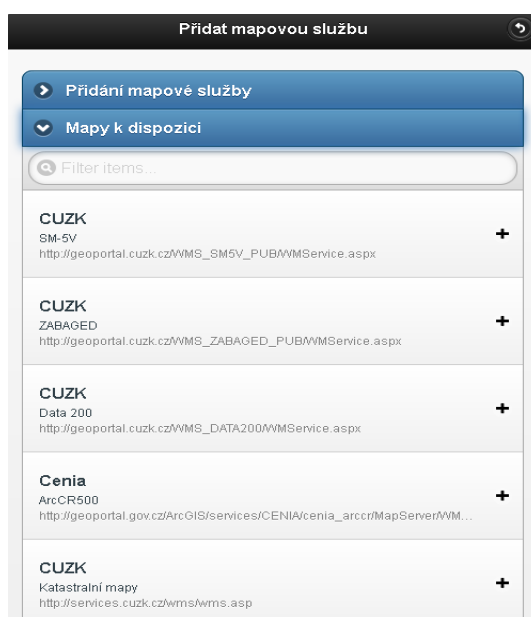 Přidat mapovou službu
Přidání mapové služby
Mapy k dispozici
Filter items...
CUZK
SM-5V
http://geoportal.cuzk.cz/WMS_SM5V_PUB/WMService.aspx
CUZK
ZABAGED
http://geoportal.cuzk.cz/WMS_ZABAGED_PUB/WMService.aspx
CUZK
Data 200
http://geoportal.cuzk.cz/WMS_DATA200/WMService.aspx
Cenia
ArcCR500
http://geoportal.gov.cz/ArcGIS/services/CENIA/cenia_arccr/MapServer/WM...
CUZK
Katastralní mapy
http://services.cuzk.cz/wms/wms.asp